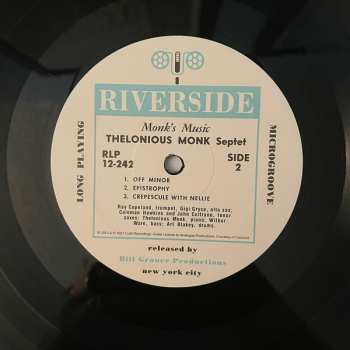 RIVERSIDE
Monk's Music
THELONIOUS MONK Septet
RLP
12-242
SIDE
2
LONG PLAYING
MICROGROOVE
1. OFF MINOR
2. EPISTROPHY
3. CREPESCULE WITH NELLIE
Ray Copeland, trumpet, Gigi Gryce, alto sax;
Coleman Hawkins and John Coltrane, tenor
saxes; Thelonious Monk, piano; Wilbur
Ware, bass; Art Blakey, drums.
released by
Bill Grauer Productions
new york city